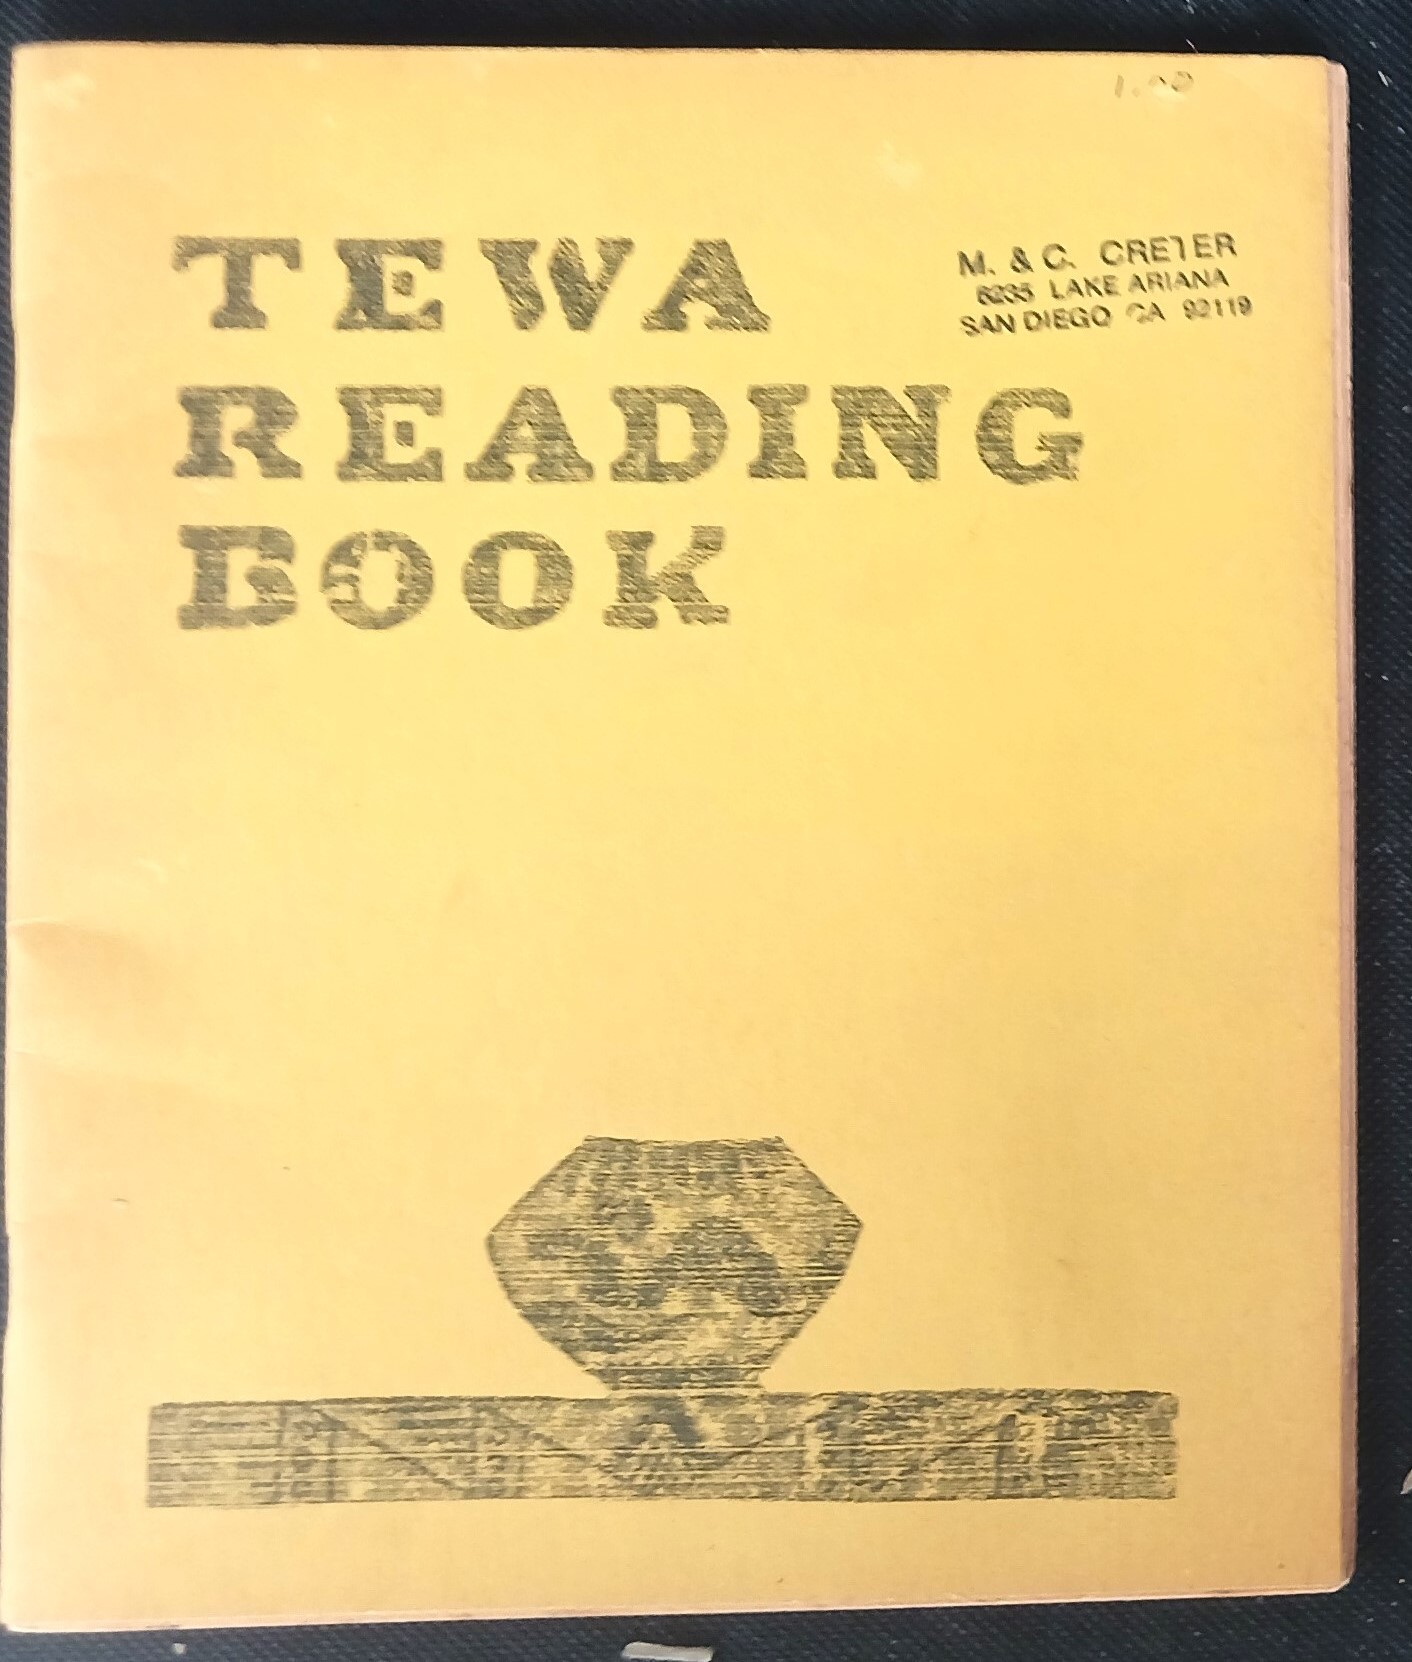 1.00
TEWA
READING
BOOK
M. & C. CRETER
6235 LAKE ARIANA
SAN DIEGO CA 92119